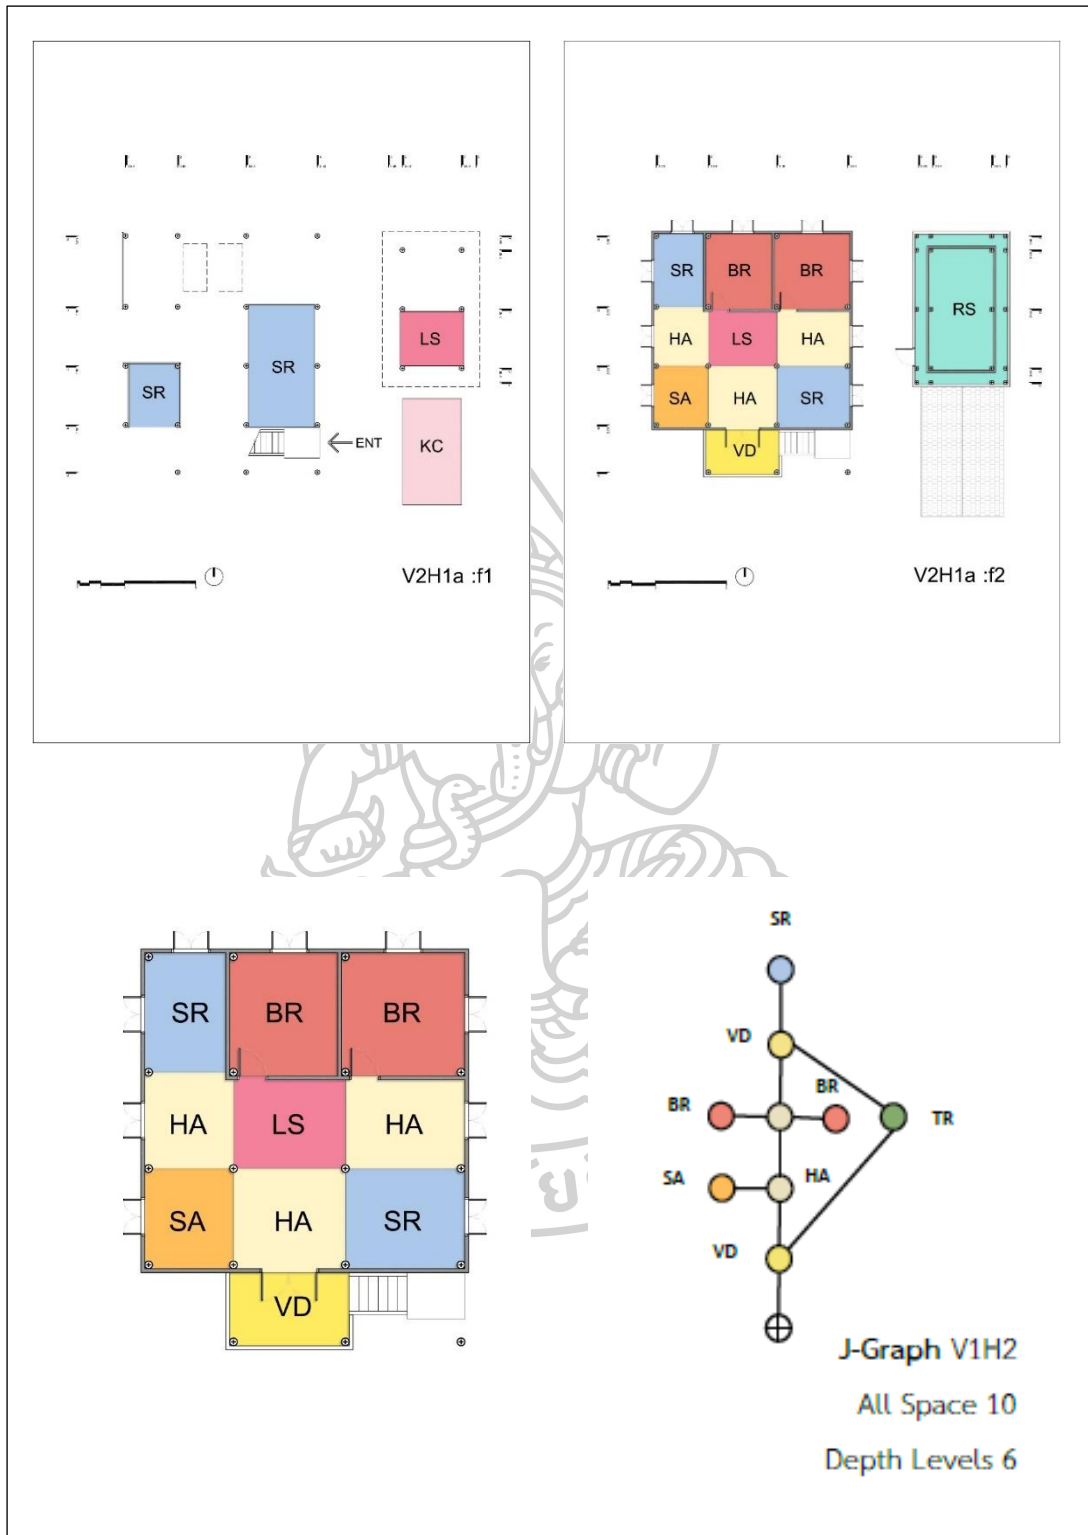 LS
SR
SR
KC
ENT
V2H1a :f1
SR
BR
BR
RS
HA
LS
HA
SA
HA
SR
VD
V2H1a :f2
SR
BR
BR
HA
LS
HA
SA
HA
SR
VD
SR
VD
BR
BR
TR
SA
HA
VD
J-Graph V1H2
All Space 10
Depth Levels 6